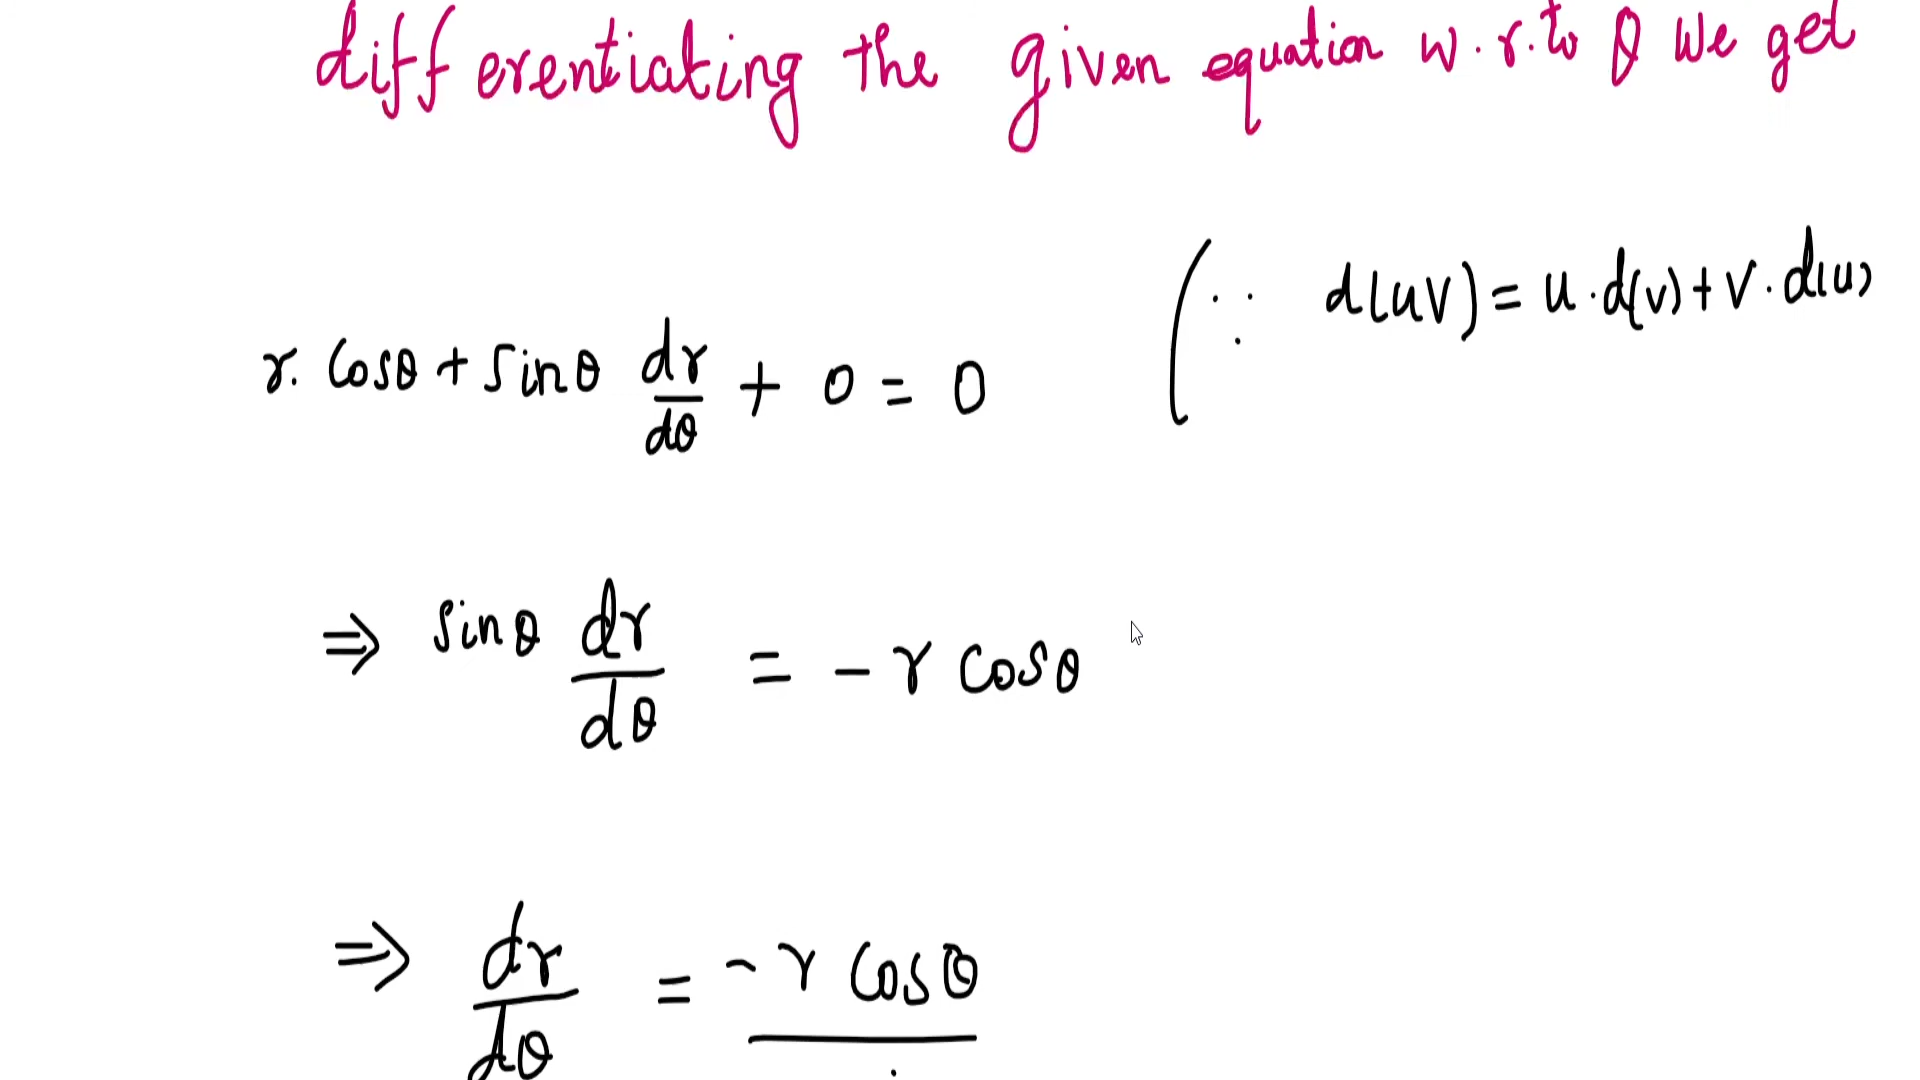 differentiating the given equation w.r.to θ we get
(∵ d(uv) = u.d(v)+v.d(u)
r. cosθ + sinθ dr/dθ + 0 = 0
⇒ sinθ dr/dθ = - r cosθ
⇒ dr/dθ = - r cosθ